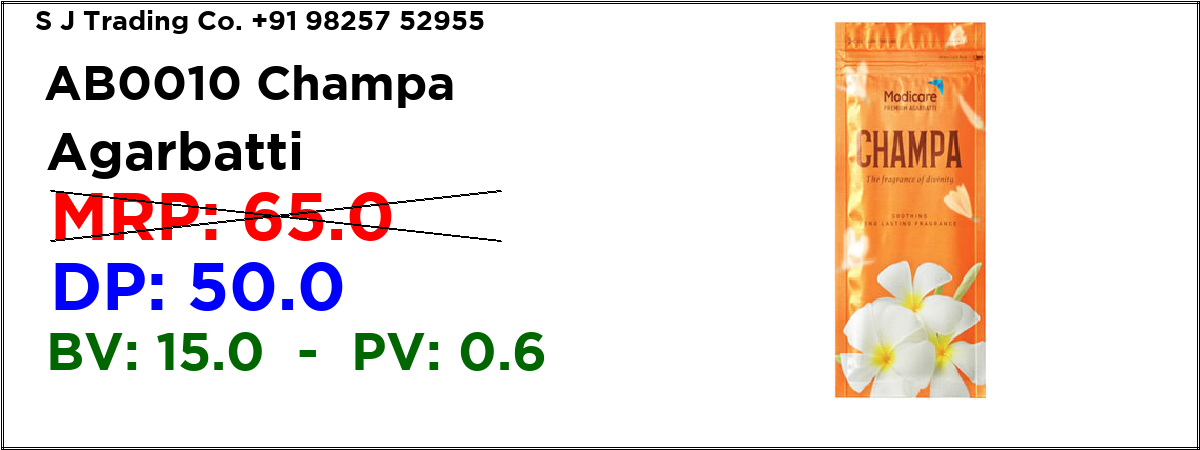 S J Trading Co. +91 98257 52955
AB0010 Champa
Agarbatti
MRP: 65.0
DP: 50.0
BV: 15.0 - PV: 0.6
Modicare
PREMIUM AGARBATTI
CHAMPA
The fragrance of divinity
SOOTHING
AND LASTING FRAGRANCE